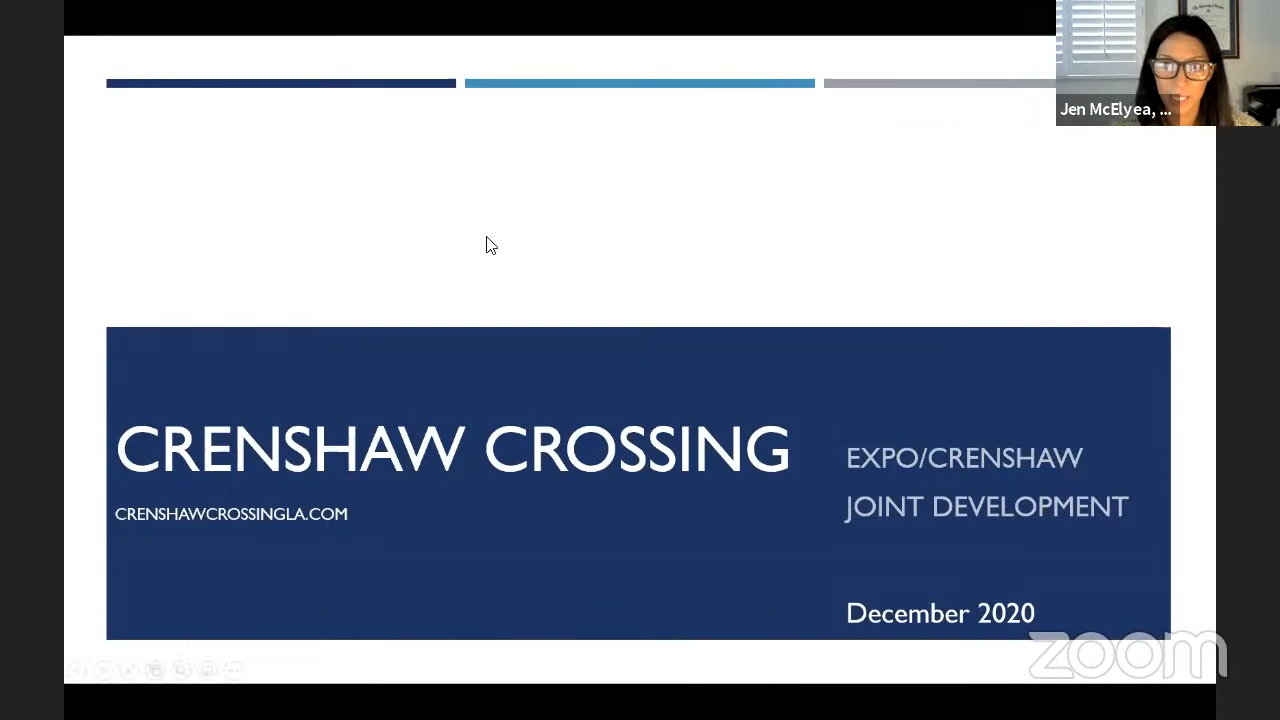 Jen McElyea, ...
CRENSHAW CROSSING
CRENSHAWCROSSINGLA.COM
EXPO/CRENSHAW
JOINT DEVELOPMENT
December 2020
zoom